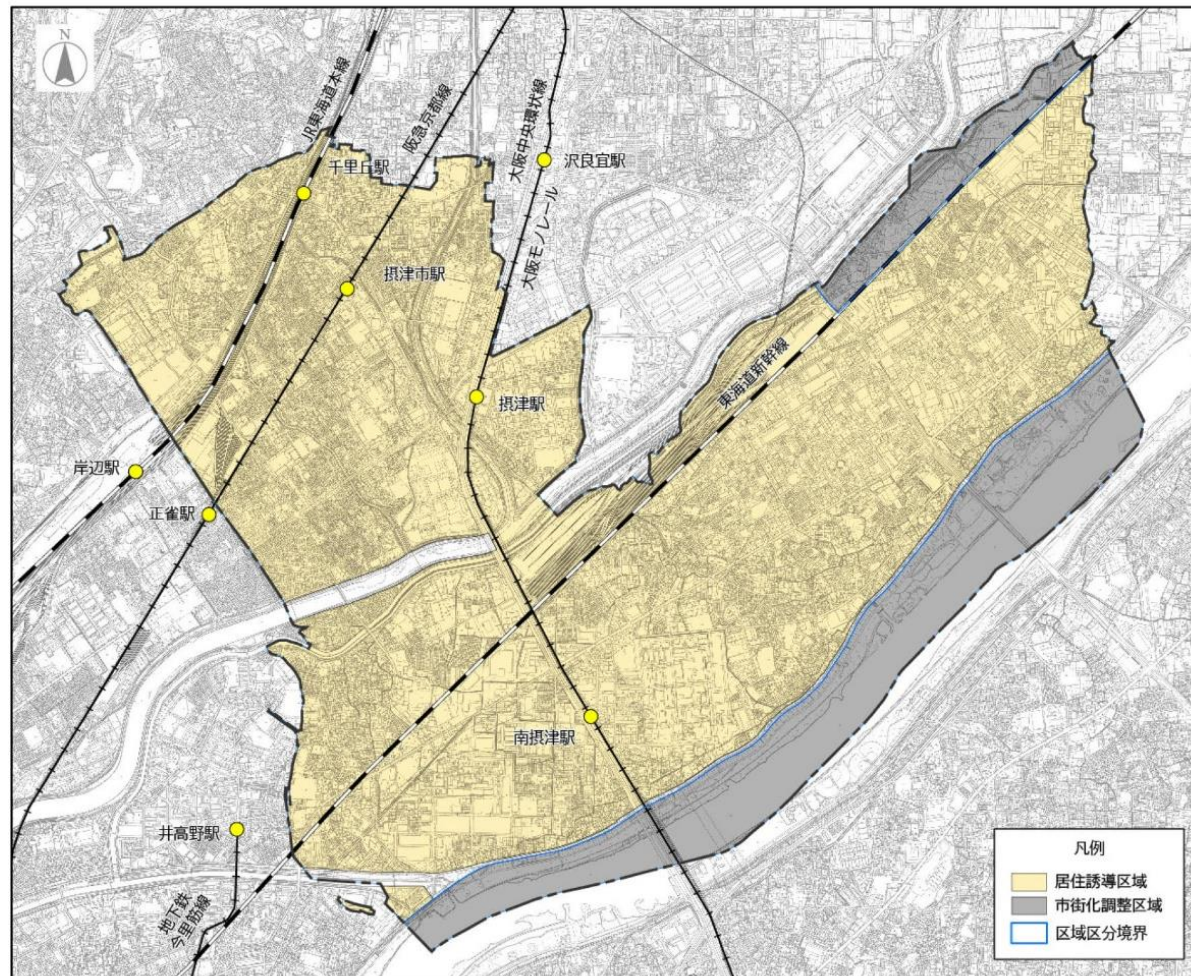 N
JR東海道本線
阪急京都線
大阪中央環状線
千里丘駅
沢良宜駅
大阪モノレール
摂津市駅
摂津駅
東海道新幹線
岸辺駅
正雀駅
南摂津駅
井高野駅
地下鉄
今里筋線
凡例
居住誘導区域
市街化調整区域
区域区分境界